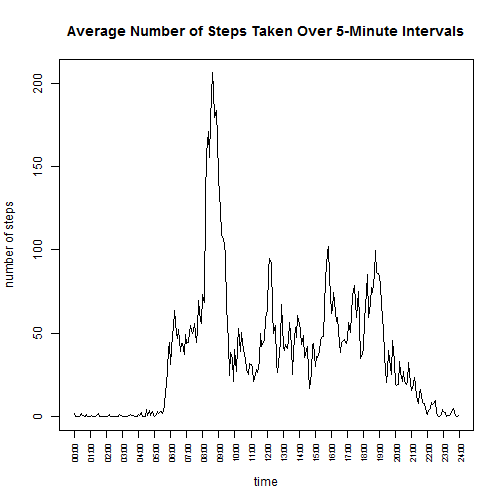 Average Number of Steps Taken Over 5-Minute Intervals
number of steps
200
150
100
50
0
00:00 01:00 02:00 03:00 04:00 05:00 06:00 07:00 08:00 09:00 10:00 11:00 12:00 13:00 14:00 15:00 16:00 17:00 18:00 19:00 20:00 21:00 22:00 23:00 24:00
time